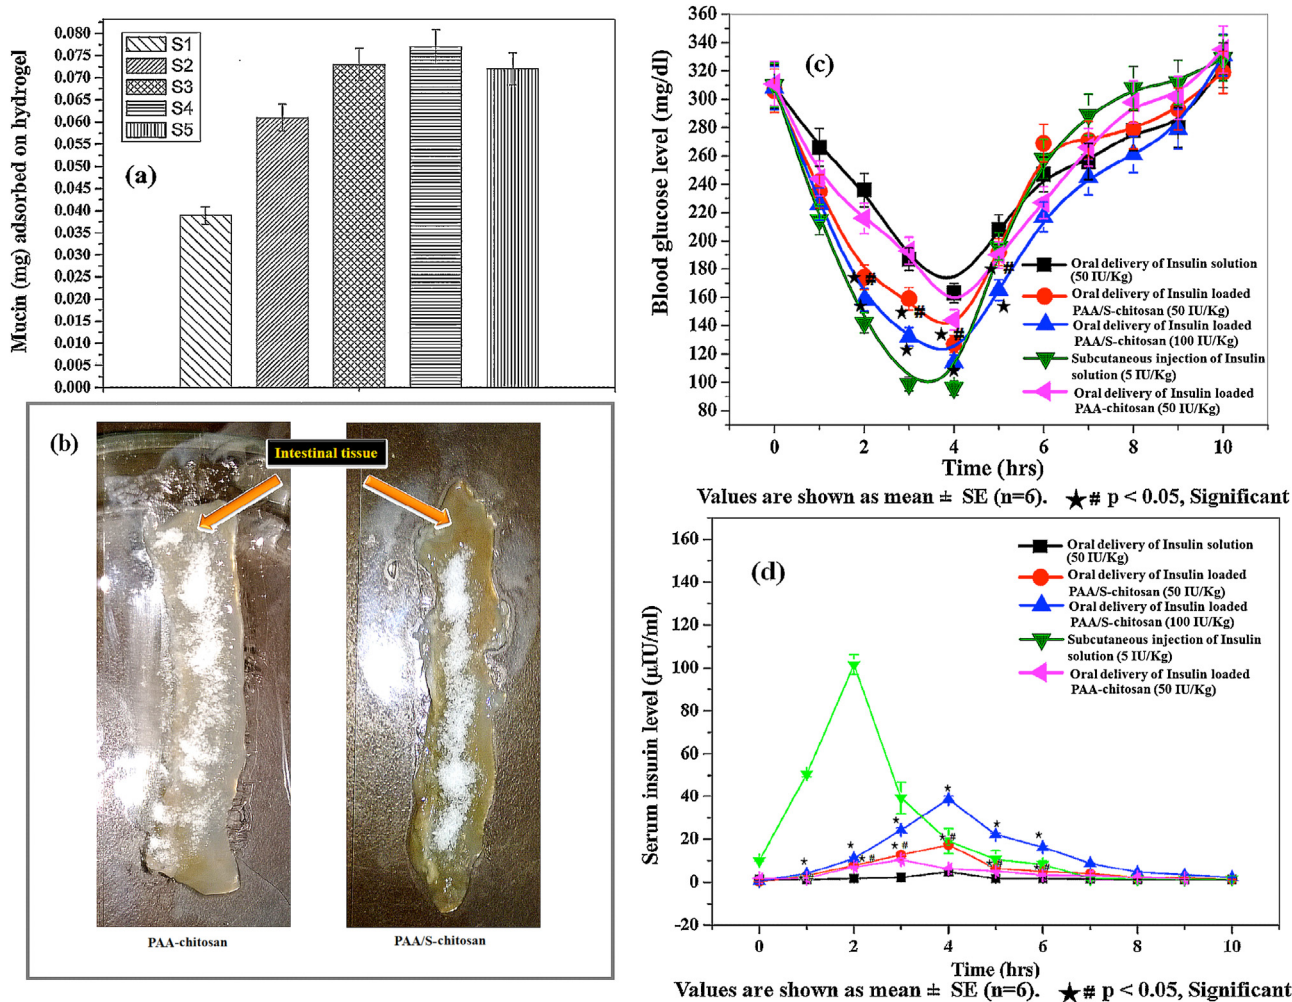 Mucin (mg) adsorbed on hydrogel
0.080
0.075
0.070
0.065
0.060
0.055
0.050
0.045
0.040
0.035
0.030
0.025
0.020
0.015
0.010
0.005
0.000
S1
S2
S3
S4
S5
(a)
(b)
Intestinal tissue
PAA-chitosan
PAA/S-chitosan
Blood glucose level (mg/dl)
360
340
320
300
280
260
240
220
200
180
160
140
120
100
80
(c)
Oral delivery of Insulin solution
(50 IU/Kg)
Oral delivery of Insulin loaded
PAA/S-chitosan (50 IU/Kg)
Oral delivery of Insulin loaded
PAA/S-chitosan (100 IU/Kg)
Subcutaneous injection of Insulin
solution (5 IU/Kg)
Oral delivery of Insulin loaded
PAA-chitosan (50 IU/Kg)
★#
★
★#
★
★#
★
★#
★
0 2 4 6 8 10
Time (hrs)
Values are shown as mean ± SE (n=6). ★# p < 0.05, Significant
Serum insulin level (µIU/ml)
160
140
120
100
80
60
40
20
0
-20
(d)
Oral delivery of Insulin solution
(50 IU/Kg)
Oral delivery of Insulin loaded
PAA/S-chitosan (50 IU/Kg)
Oral delivery of Insulin loaded
PAA/S-chitosan (100 IU/Kg)
Subcutaneous injection of Insulin
solution (5 IU/Kg)
Oral delivery of Insulin loaded
PAA-chitosan (50 IU/Kg)
0 2 4 6 8 10
Time (hrs)
Values are shown as mean ± SE (n=6). ★# p < 0.05, Significant